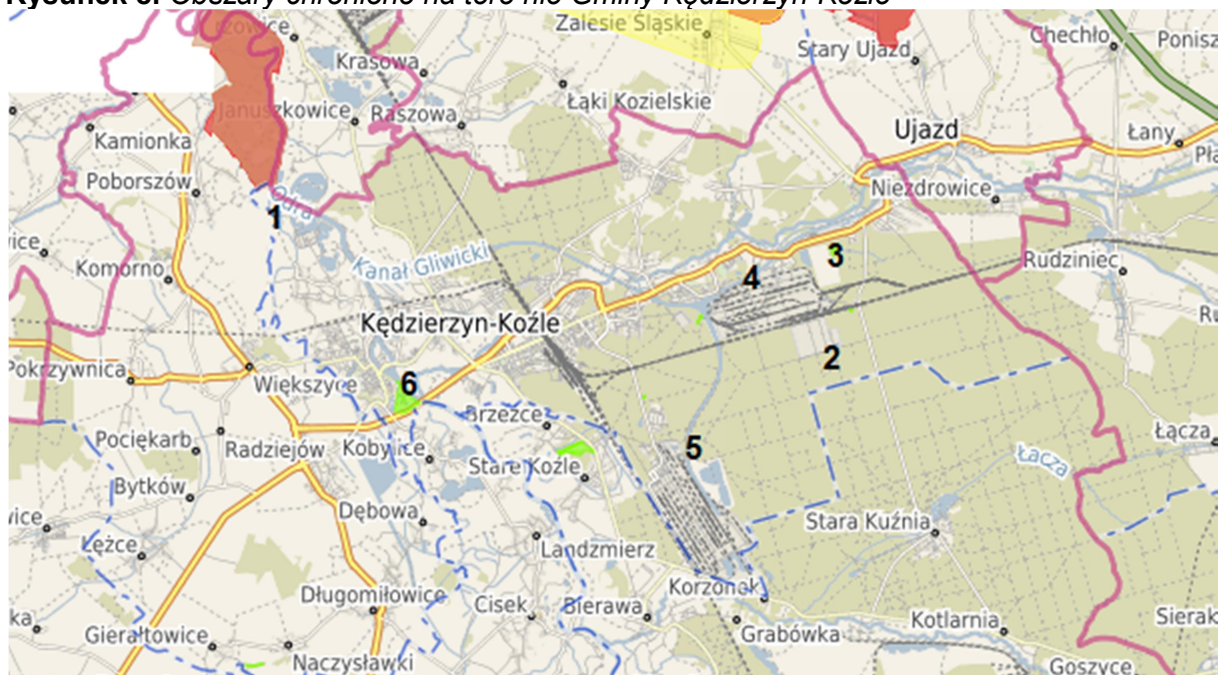 Zalesie Śląskie
Chechło
Krasowa
Stary Ujazd
Januszkowice
Raszowa
Łąki Kozielskie
Ujazd
Łany
Kamionka
Poborszów
Niezdrowice
Odra
1
Kanał Gliwicki
3
Komorno
4
Rudziniec
Kędzierzyn-Koźle
2
Pokrzywnica
Większyce
6
Brzeźce
Pociękarb
Radziejów
Kobylice
5
Łącza
Łącza
Stare Koźle
Bytków
Dębowa
Stara Kuźnia
Łężce
Landzmierz
Korzonek
Długomiłowice
Cisek
Bierawa
Kotlarnia
Grabówka
Gierałtowice
Naczysławki
Goszyce